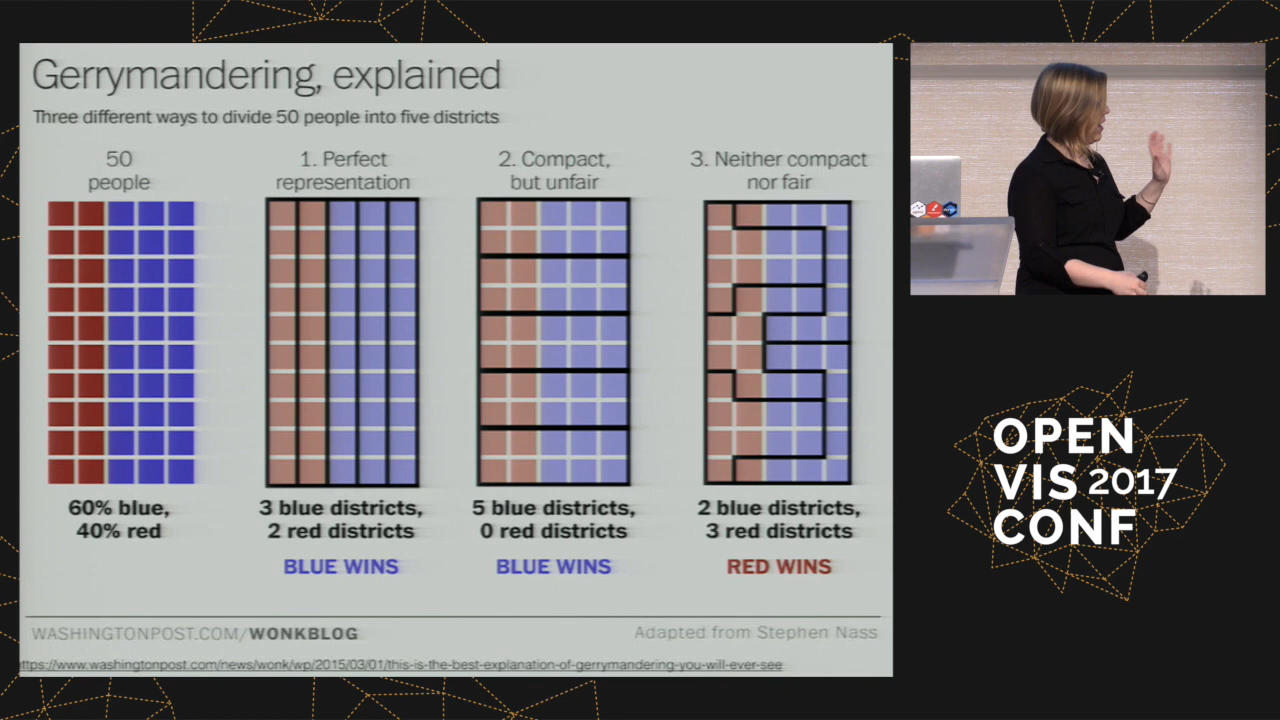 Gerrymandering, explained
Three different ways to divide 50 people into five districts
50
people
1. Perfect
representation
2. Compact,
but unfair
3. Neither compact
nor fair
60% blue,
40% red
3 blue districts,
2 red districts
BLUE WINS
5 blue districts,
0 red districts
BLUE WINS
2 blue districts,
3 red districts
RED WINS
WASHINGTONPOST.COM/WONKBLOG
Adapted from Stephen Nass
ttps://www.washingtonpost.com/news/wonk/wp/2015/03/01/this-is-the-best-explanation-of-gerrymandering-you-will-ever-see
OPEN
VIS 2017
CONF